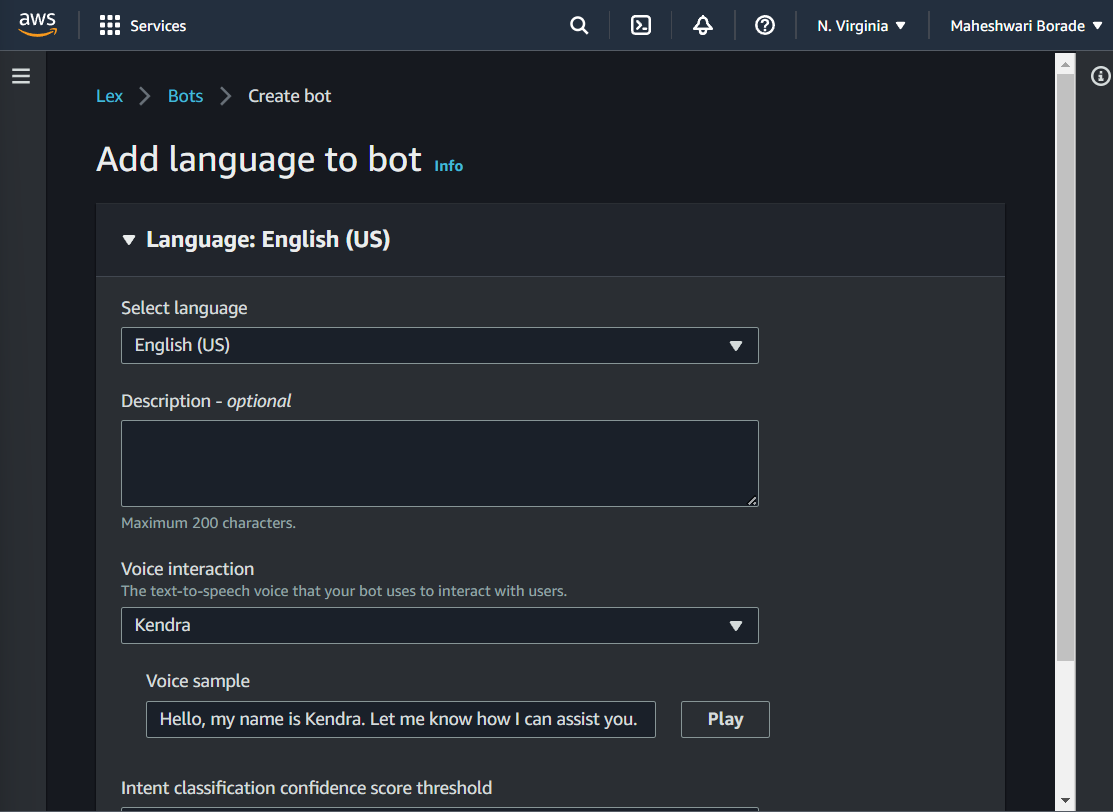 aws
Services
N. Virginia
Maheshwari Borade
Lex
Bots
Create bot
Add language to bot Info
Language: English (US)
Select language
English (US)
Description - optional
Maximum 200 characters.
Voice interaction
The text-to-speech voice that your bot uses to interact with users.
Kendra
Voice sample
Hello, my name is Kendra. Let me know how I can assist you.
Play
Intent classification confidence score threshold